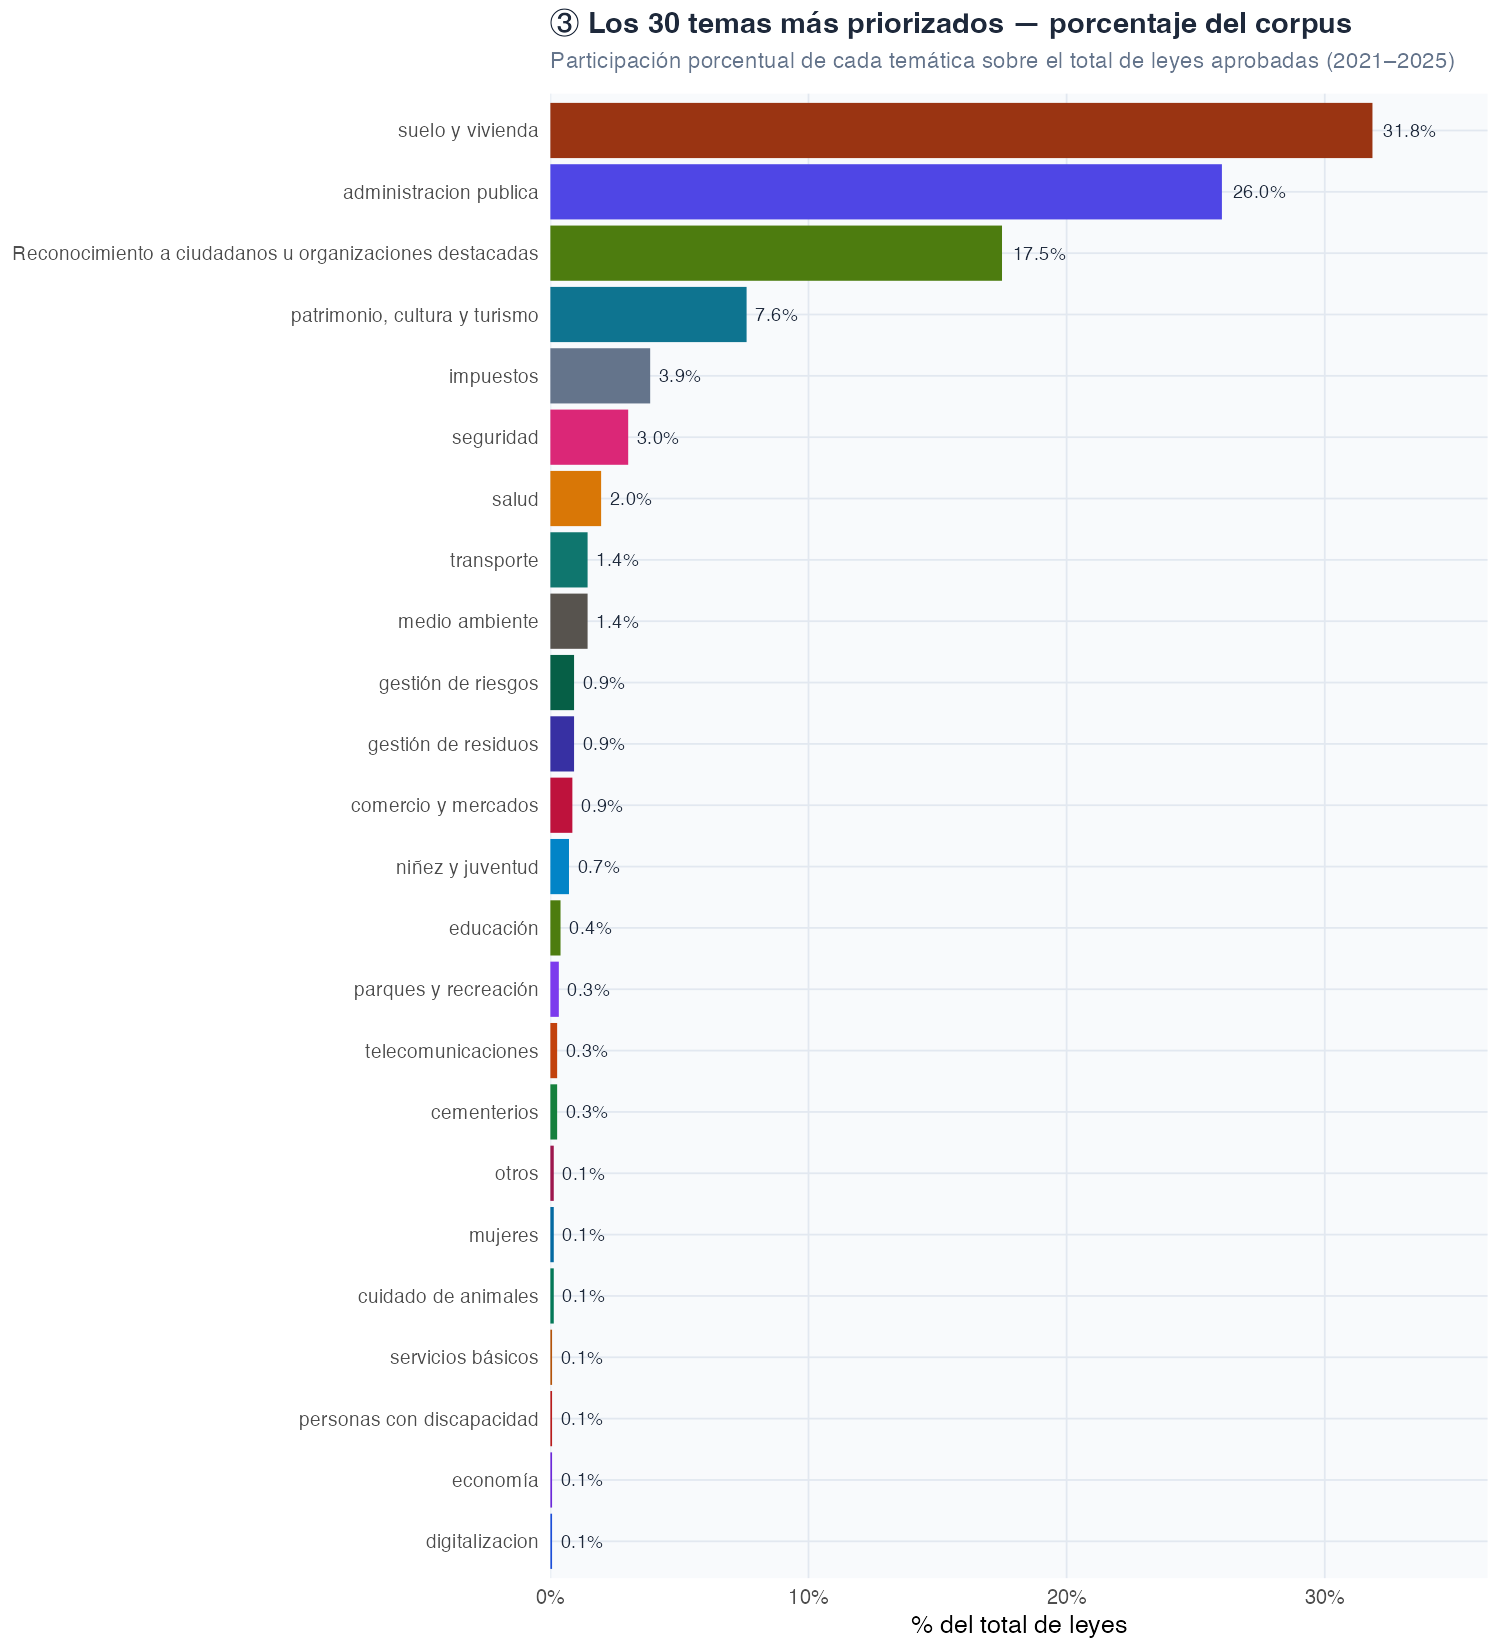 ③ Los 30 temas más priorizados — porcentaje del corpus
Participación porcentual de cada temática sobre el total de leyes aprobadas (2021–2025)
suelo y vivienda 31.8%
administracion publica 26.0%
Reconocimiento a ciudadanos u organizaciones destacadas 17.5%
patrimonio, cultura y turismo 7.6%
impuestos 3.9%
seguridad 3.0%
salud 2.0%
transporte 1.4%
medio ambiente 1.4%
gestión de riesgos 0.9%
gestión de residuos 0.9%
comercio y mercados 0.9%
niñez y juventud 0.7%
educación 0.4%
parques y recreación 0.3%
telecomunicaciones 0.3%
cementerios 0.3%
otros 0.1%
mujeres 0.1%
cuidado de animales 0.1%
servicios básicos 0.1%
personas con discapacidad 0.1%
economía 0.1%
digitalizacion 0.1%
0% 10% 20% 30%
% del total de leyes